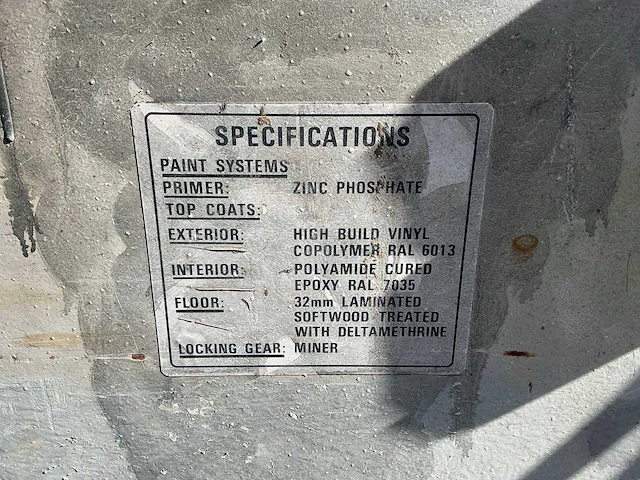 SPECIFICATIONS
PAINT SYSTEMS
PRIMER: ZINC PHOSPHATE
TOP COATS:
EXTERIOR: HIGH BUILD VINYL
COPOLYMER RAL 6013
INTERIOR: POLYAMIDE CURED
EPOXY RAL 7035
FLOOR: 32mm LAMINATED
SOFTWOOD TREATED
WITH DELTAMETHRINE
LOCKING GEAR: MINER